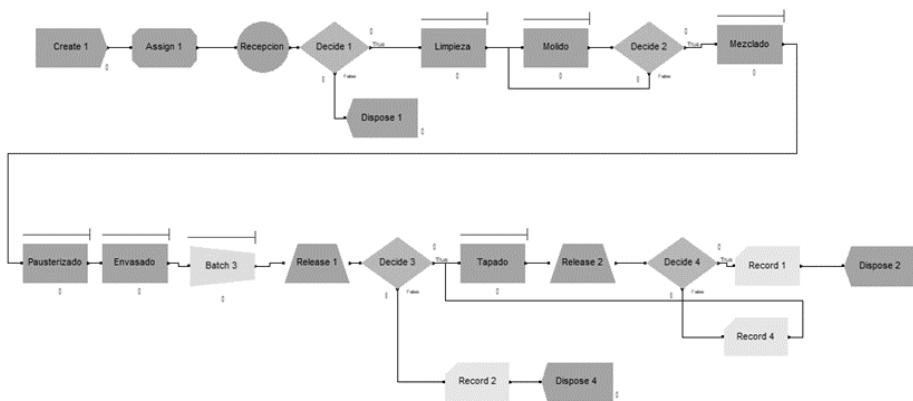 Create 1
Assign 1
Recepcion
Decide 1
True
False
Dispose 1
Limpieza
Molido
Decide 2
True
False
Mezclado
Pausterizado
Envasado
Batch 3
Release 1
Decide 3
True
False
Tapado
Release 2
Decide 4
True
False
Record 1
Dispose 2
Record 4
Record 2
Dispose 4